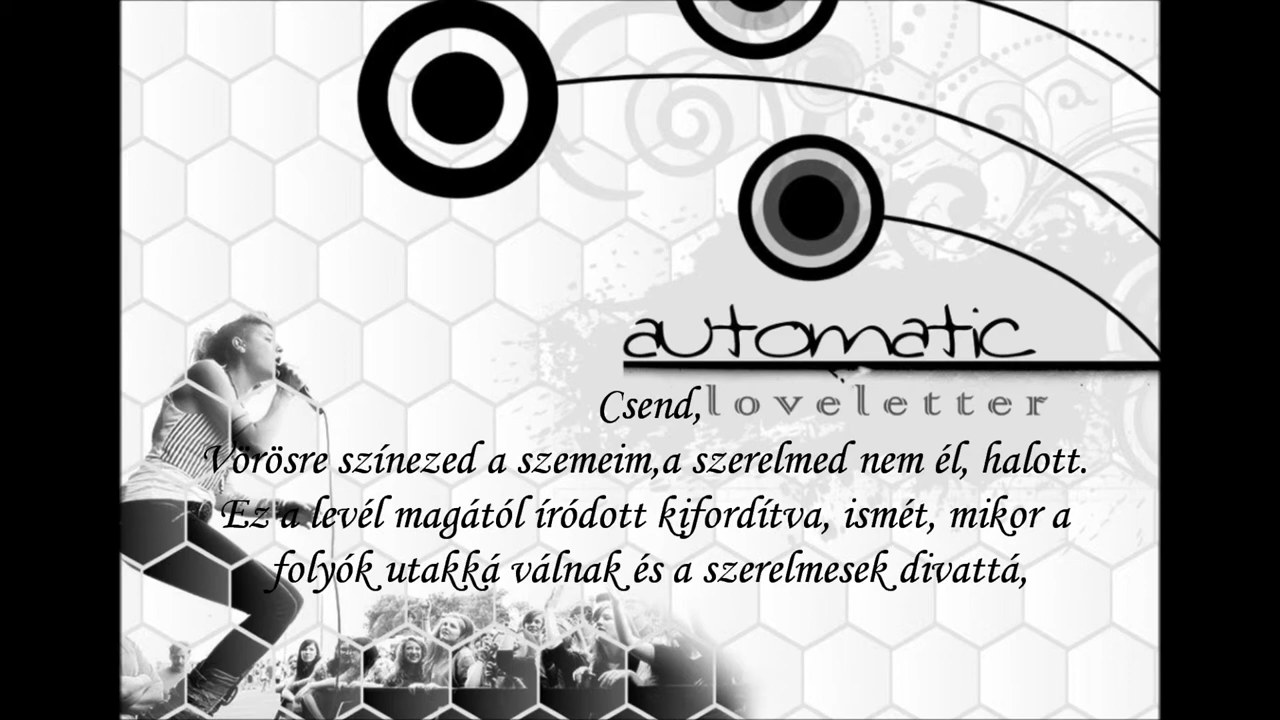 automatic
loveletter
Csend,
Vörösre színezed a szemeim,a szerelmed nem él, halott.
Ez a levél magától íródott kifordítva, ismét, mikor a
folyók utakká válnak és a szerelmesek divattá,